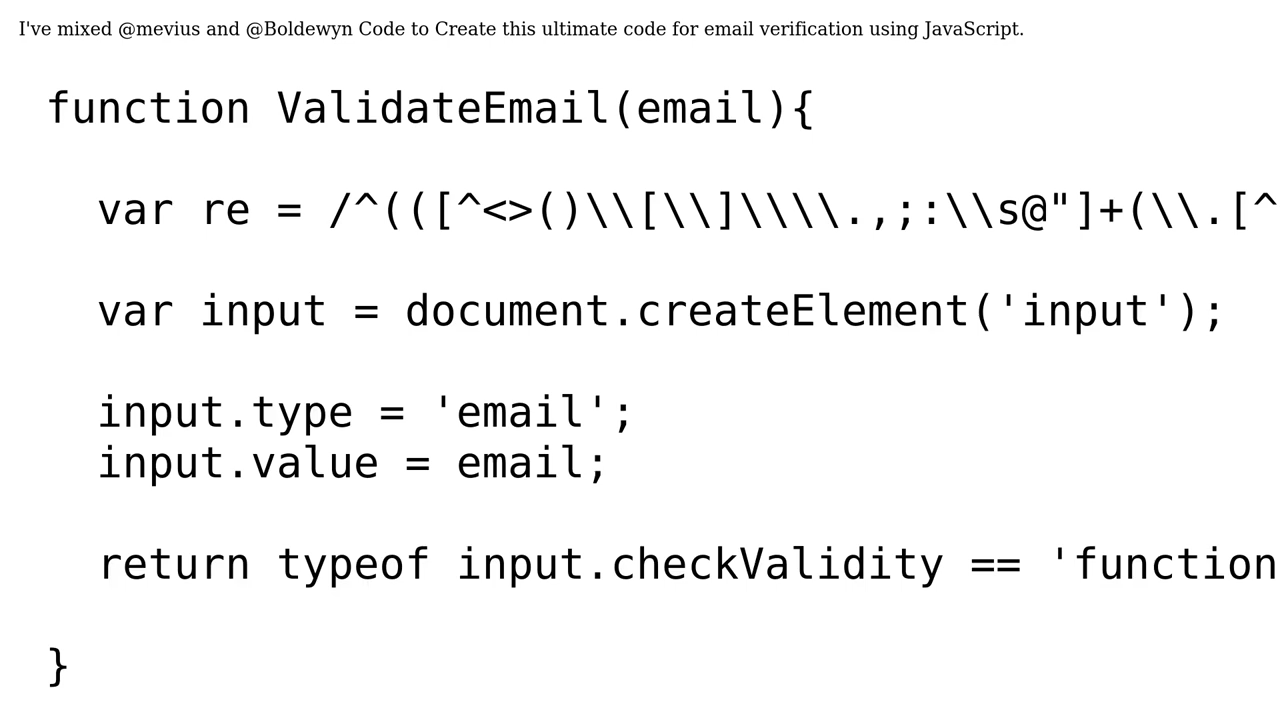 I've mixed @mevius and @Boldewyn Code to Create this ultimate code for email verification using JavaScript.
function ValidateEmail(email){
var re = /^(([^<>()\\[\\]\\\\.,;:\\s@"]+(\\.[^
var input = document.createElement('input');
input.type = 'email';
input.value = email;
return typeof input.checkValidity == 'function
}